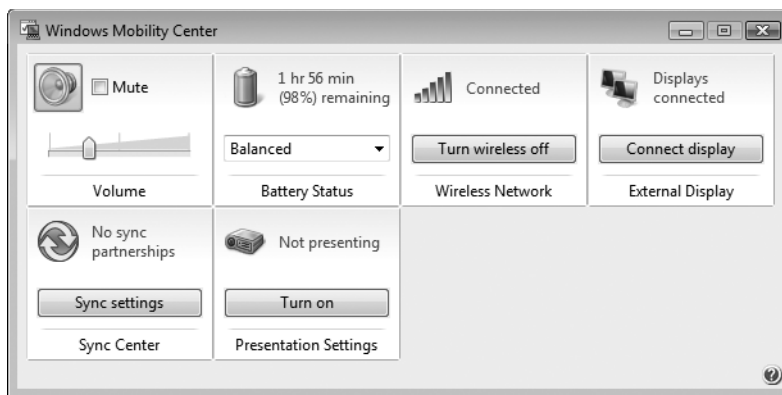 Windows Mobility Center
Mute
Volume
1 hr 56 min
(98%) remaining
Balanced
Battery Status
Connected
Turn wireless off
Wireless Network
Displays
connected
Connect display
External Display
No sync
partnerships
Sync settings
Sync Center
Not presenting
Turn on
Presentation Settings
?